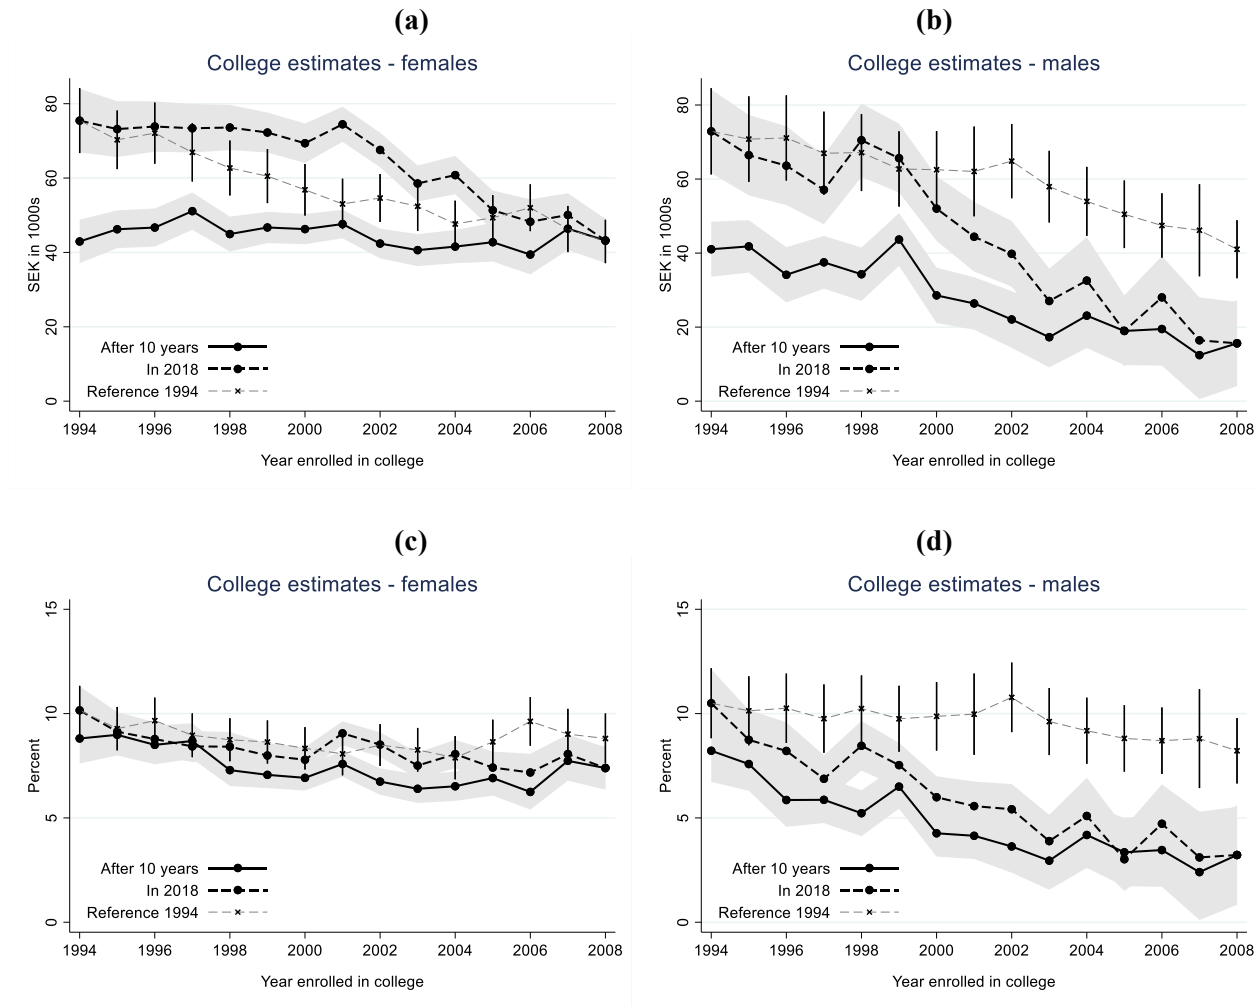 (a)
College estimates - females
SEK in 1000s
80
60
40
20
0
After 10 years
In 2018
Reference 1994
1994 1996 1998 2000 2002 2004 2006 2008
Year enrolled in college
(b)
College estimates - males
SEK in 1000s
80
60
40
20
0
After 10 years
In 2018
Reference 1994
1994 1996 1998 2000 2002 2004 2006 2008
Year enrolled in college
(c)
College estimates - females
Percent
15
10
5
0
After 10 years
In 2018
Reference 1994
1994 1996 1998 2000 2002 2004 2006 2008
Year enrolled in college
(d)
College estimates - males
Percent
15
10
5
0
After 10 years
In 2018
Reference 1994
1994 1996 1998 2000 2002 2004 2006 2008
Year enrolled in college